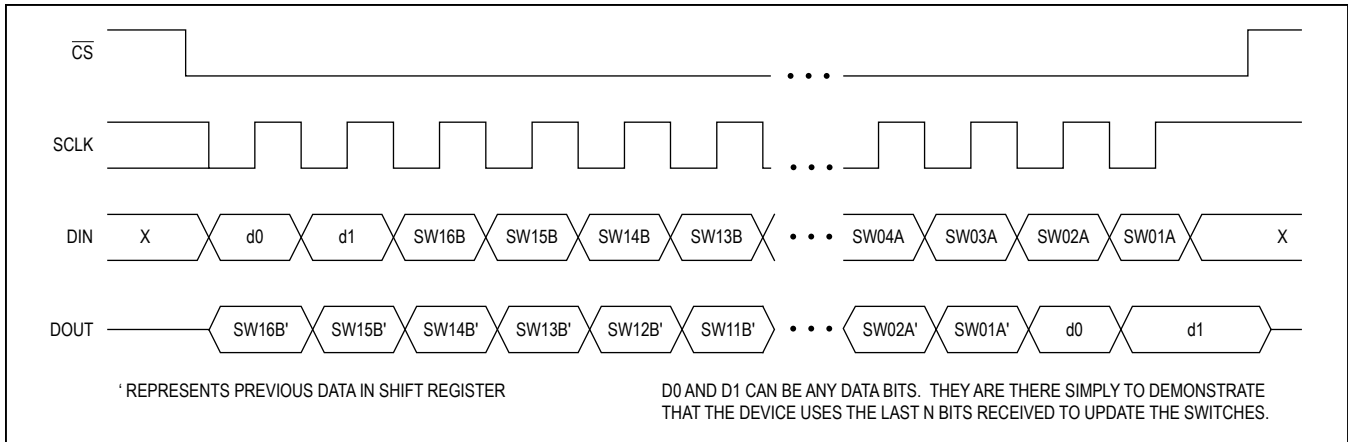 CS
• • •
SCLK
• • •
DIN X d0 d1 SW16B SW15B SW14B SW13B • • • SW04A SW03A SW02A SW01A X
DOUT SW16B' SW15B' SW14B' SW13B' SW12B' SW11B' • • • SW02A' SW01A' d0 d1
‘ REPRESENTS PREVIOUS DATA IN SHIFT REGISTER
D0 AND D1 CAN BE ANY DATA BITS. THEY ARE THERE SIMPLY TO DEMONSTRATE
THAT THE DEVICE USES THE LAST N BITS RECEIVED TO UPDATE THE SWITCHES.